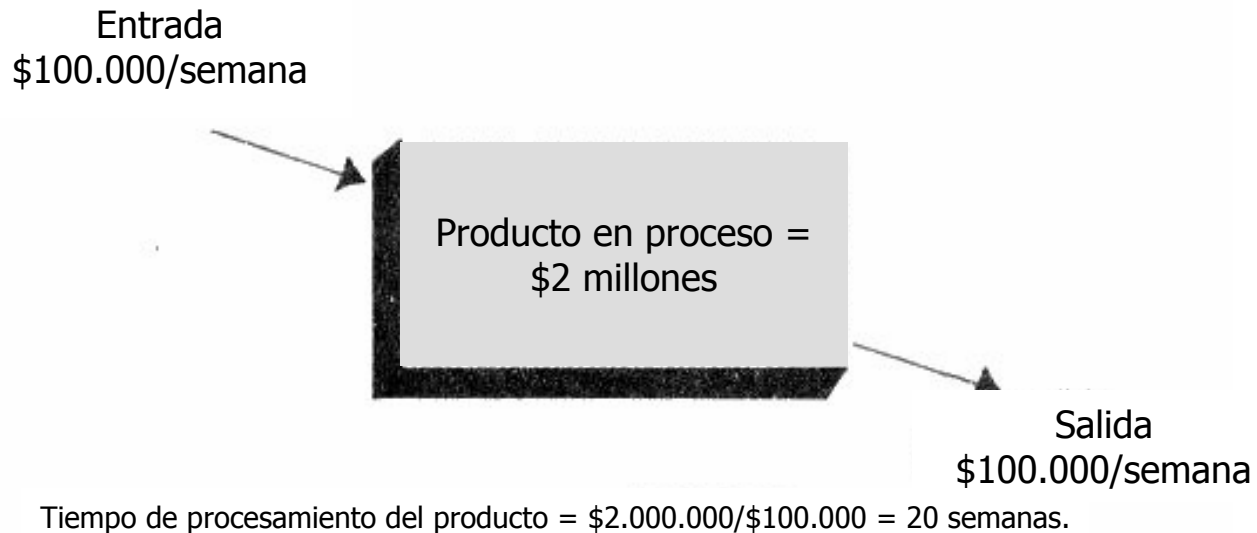 Entrada
$100.000/semana
Producto en proceso =
$2 millones
Salida
$100.000/semana
Tiempo de procesamiento del producto = $2.000.000/$100.000 = 20 semanas.